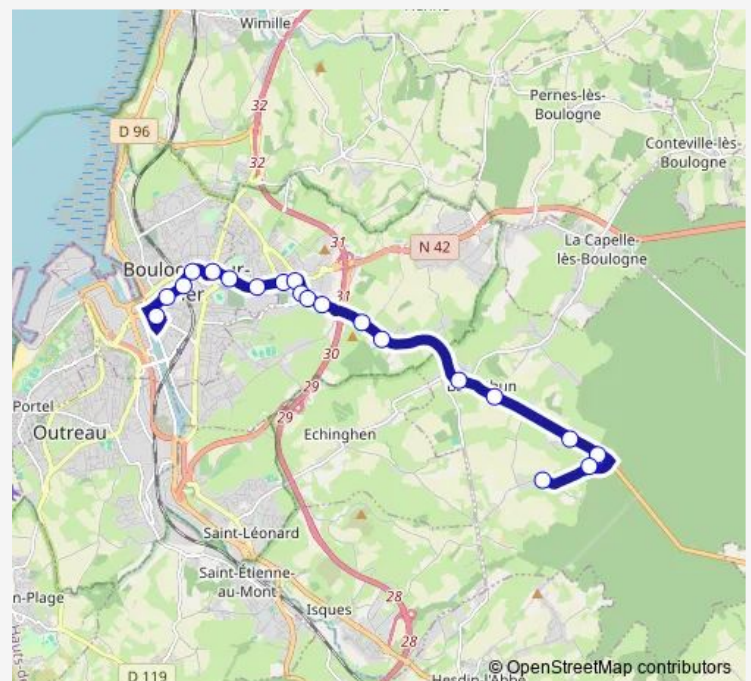 Wimille
32
D 96
32
Pernes-lès-
Boulogne
Conteville-lès-
Boulogne
31
N 42
La Capelle-
lès-Boulogne
31
30
29
29
Portel
Outreau
Echinghen
Saint-Léonard
Saint-Étienne-
au-Mont
n-Plage
Isques
28
28
D 119
© OpenStreetMap contributors